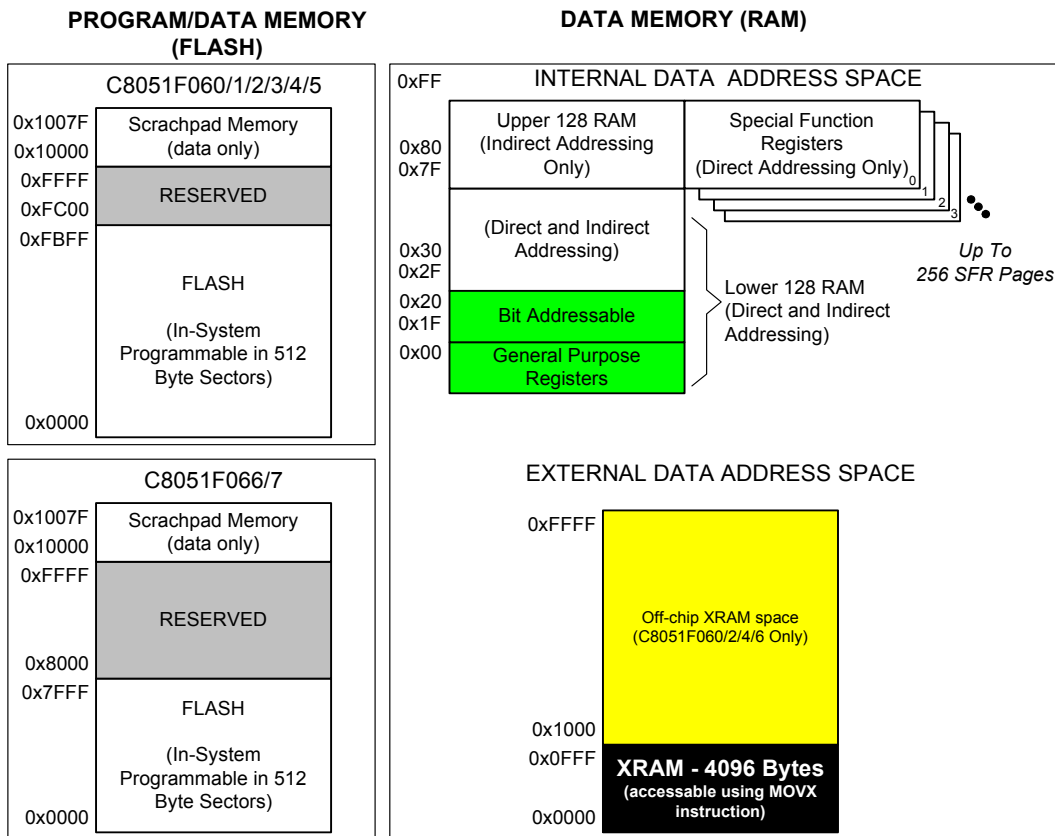 PROGRAM/DATA MEMORY
(FLASH)
C8051F060/1/2/3/4/5
0x1007F
0x10000
Scrachpad Memory
(data only)
0xFFFF
0xFC00
RESERVED
0xFBFF
FLASH
(In-System
Programmable in 512
Byte Sectors)
0x0000
C8051F066/7
0x1007F
0x10000
Scrachpad Memory
(data only)
0xFFFF
RESERVED
0x8000
0x7FFF
FLASH
(In-System
Programmable in 512
Byte Sectors)
0x0000
DATA MEMORY (RAM)
INTERNAL DATA ADDRESS SPACE
0xFF
Upper 128 RAM
(Indirect Addressing
Only)
0x80
0x7F
Special Function
Registers
(Direct Addressing Only)
0
1
2
3
Up To
256 SFR Pages
(Direct and Indirect
Addressing)
0x30
0x2F
Lower 128 RAM
(Direct and Indirect
Addressing)
0x20
0x1F
Bit Addressable
0x00
General Purpose
Registers
EXTERNAL DATA ADDRESS SPACE
0xFFFF
Off-chip XRAM space
(C8051F060/2/4/6 Only)
0x1000
0x0FFF
XRAM - 4096 Bytes
(accessable using MOVX
instruction)
0x0000